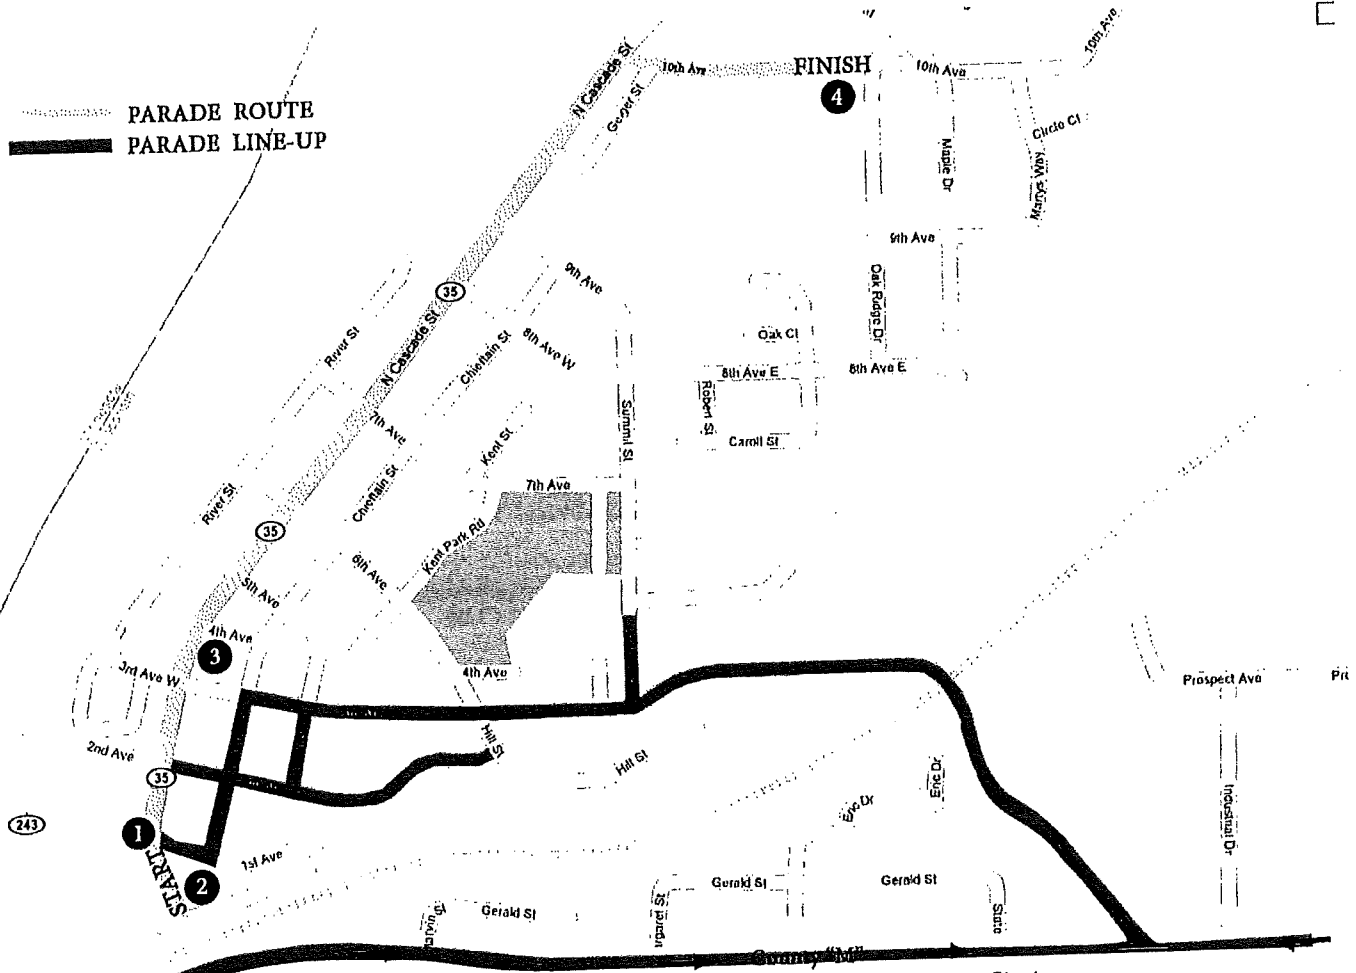 10th Ave
N Cascade St
10th Ave
FINISH
10th Ave
4
Geiger St
PARADE ROUTE
PARADE LINE-UP
Circle Ct
Maple Dr
Martys Way
9th Ave
9th Ave
35
Oak Ridge Dr
River St
N Cascade St
Chieftain St
8th Ave W
Oak Ct
8th Ave E
8th Ave E
Robert St
Summit St
7th Ave
Kent St
Caroll St
Chieftain St
7th Ave
River St
35
Kent Park Rd
6th Ave
5th Ave
4th Ave
3
3rd Ave W
4th Ave
Prospect Ave
2nd Ave
Hill St
Hill St
35
Eric Dr
Eric Dr
Industrial Dr
243
1
START
2
1st Ave
Gerald St
Gerald St
Gerald St
State
County "M"